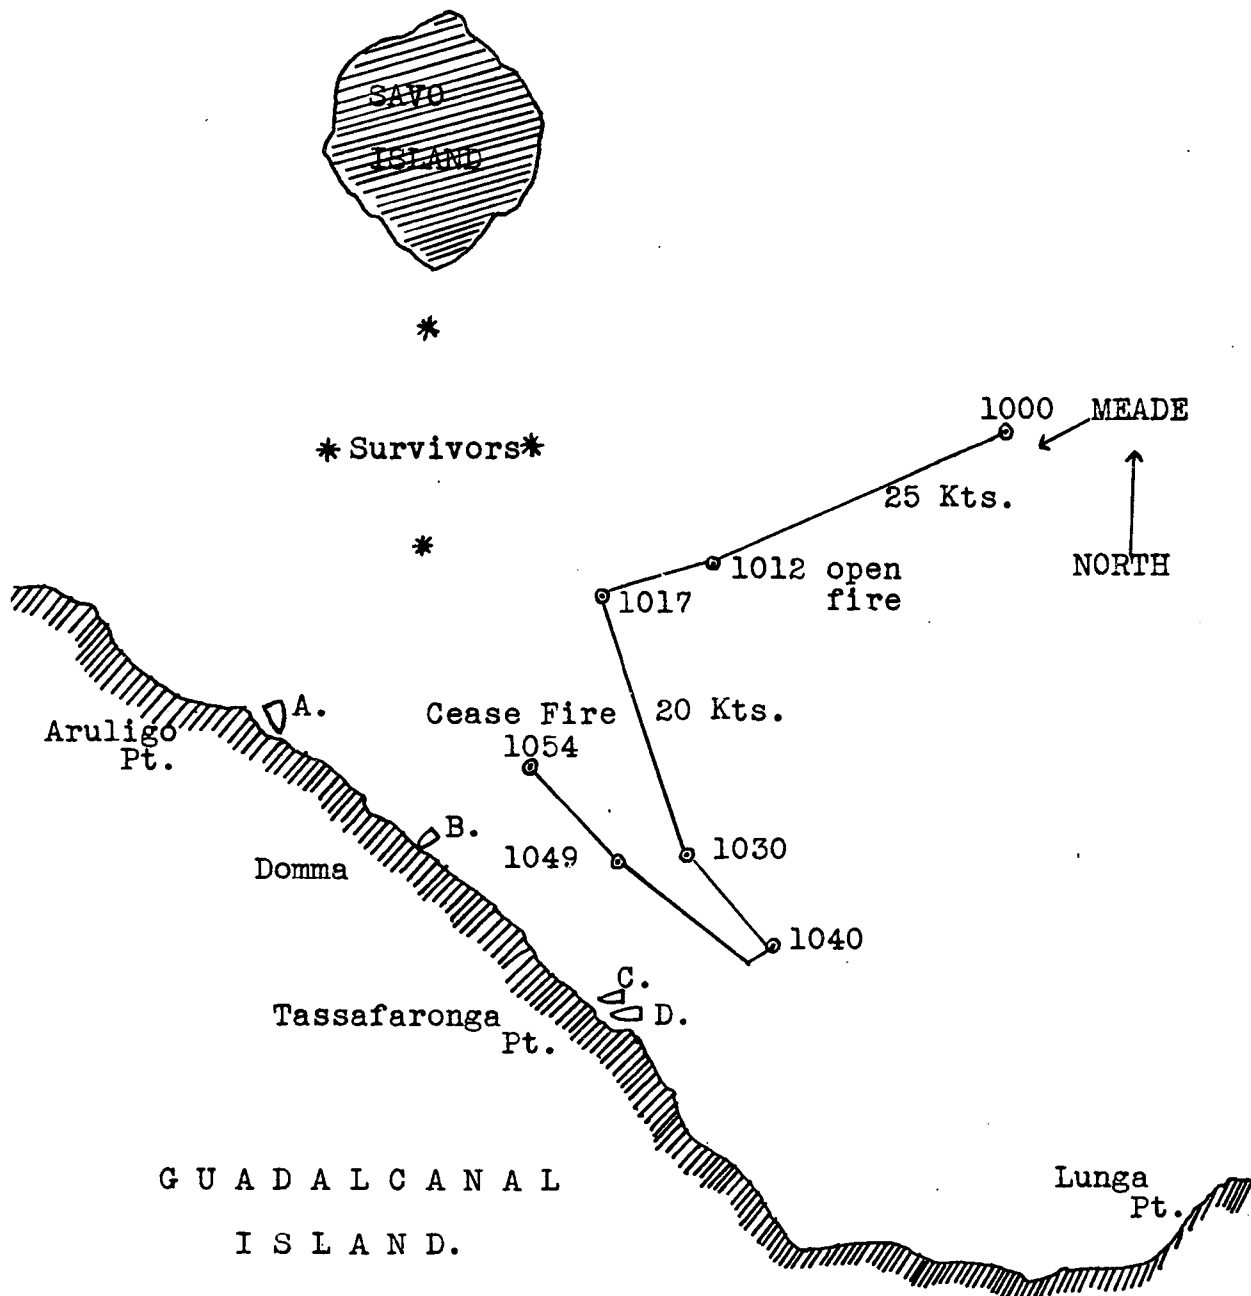 SAVO
ISLAND
1000
MEADE
* Survivors *
25 Kts.
1012 open
fire
NORTH
1017
A.
Cease Fire
20 Kts.
Aruligo
Pt.
1054
B.
1049
1030
Domma
1040
C.
Tassafaronga
D.
Pt.
GUADALCANAL
ISLAND.
Lunga
Pt.